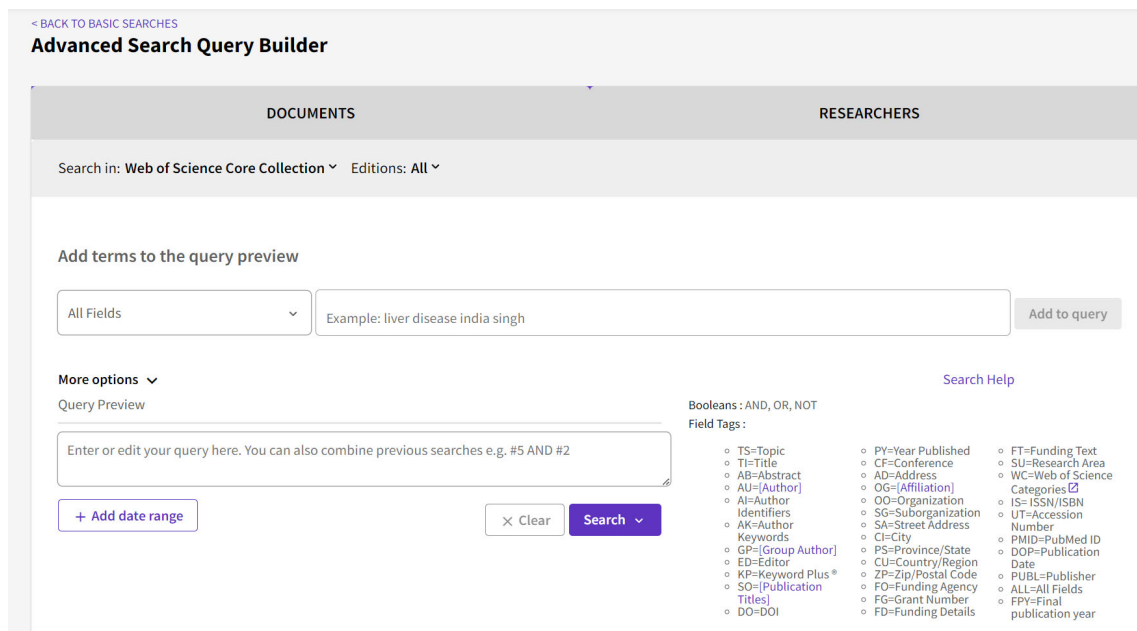 < BACK TO BASIC SEARCHES
Advanced Search Query Builder
DOCUMENTS
RESEARCHERS
Search in: Web of Science Core Collection Editions: All
Add terms to the query preview
All Fields
Example: liver disease india singh
Add to query
More options
Search Help
Query Preview
Enter or edit your query here. You can also combine previous searches e.g. #5 AND #2
+ Add date range
× Clear
Search
Booleans : AND, OR, NOT
Field Tags :
TS=Topic
TI=Title
AB=Abstract
AU=[Author]
AI=Author
Identifiers
AK=Author
Keywords
GP=[Group Author]
ED=Editor
KP=Keyword Plus ®
SO=[Publication
Titles]
DO=DOI
PY=Year Published
CF=Conference
AD=Address
OG=[Affiliation]
OO=Organization
SG=Suborganization
SA=Street Address
CI=City
PS=Province/State
CU=Country/Region
ZP=Zip/Postal Code
FO=Funding Agency
FG=Grant Number
FD=Funding Details
FT=Funding Text
SU=Research Area
WC=Web of Science
Categories
IS= ISSN/ISBN
UT=Accession
Number
PMID=PubMed ID
DOP=Publication
Date
PUBL=Publisher
ALL=All Fields
FPY=Final
publication year